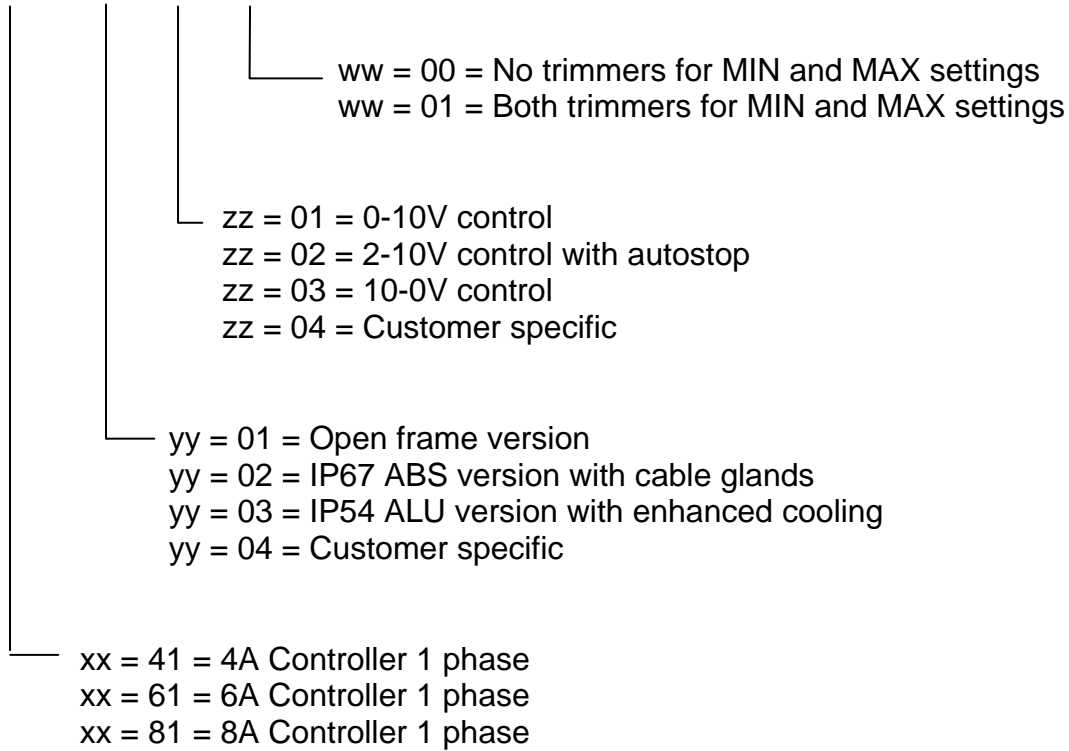 ww = 00 = No trimmers for MIN and MAX settings
ww = 01 = Both trimmers for MIN and MAX settings
zz = 01 = 0-10V control
zz = 02 = 2-10V control with autostop
zz = 03 = 10-0V control
zz = 04 = Customer specific
yy = 01 = Open frame version
yy = 02 = IP67 ABS version with cable glands
yy = 03 = IP54 ALU version with enhanced cooling
yy = 04 = Customer specific
xx = 41 = 4A Controller 1 phase
xx = 61 = 6A Controller 1 phase
xx = 81 = 8A Controller 1 phase